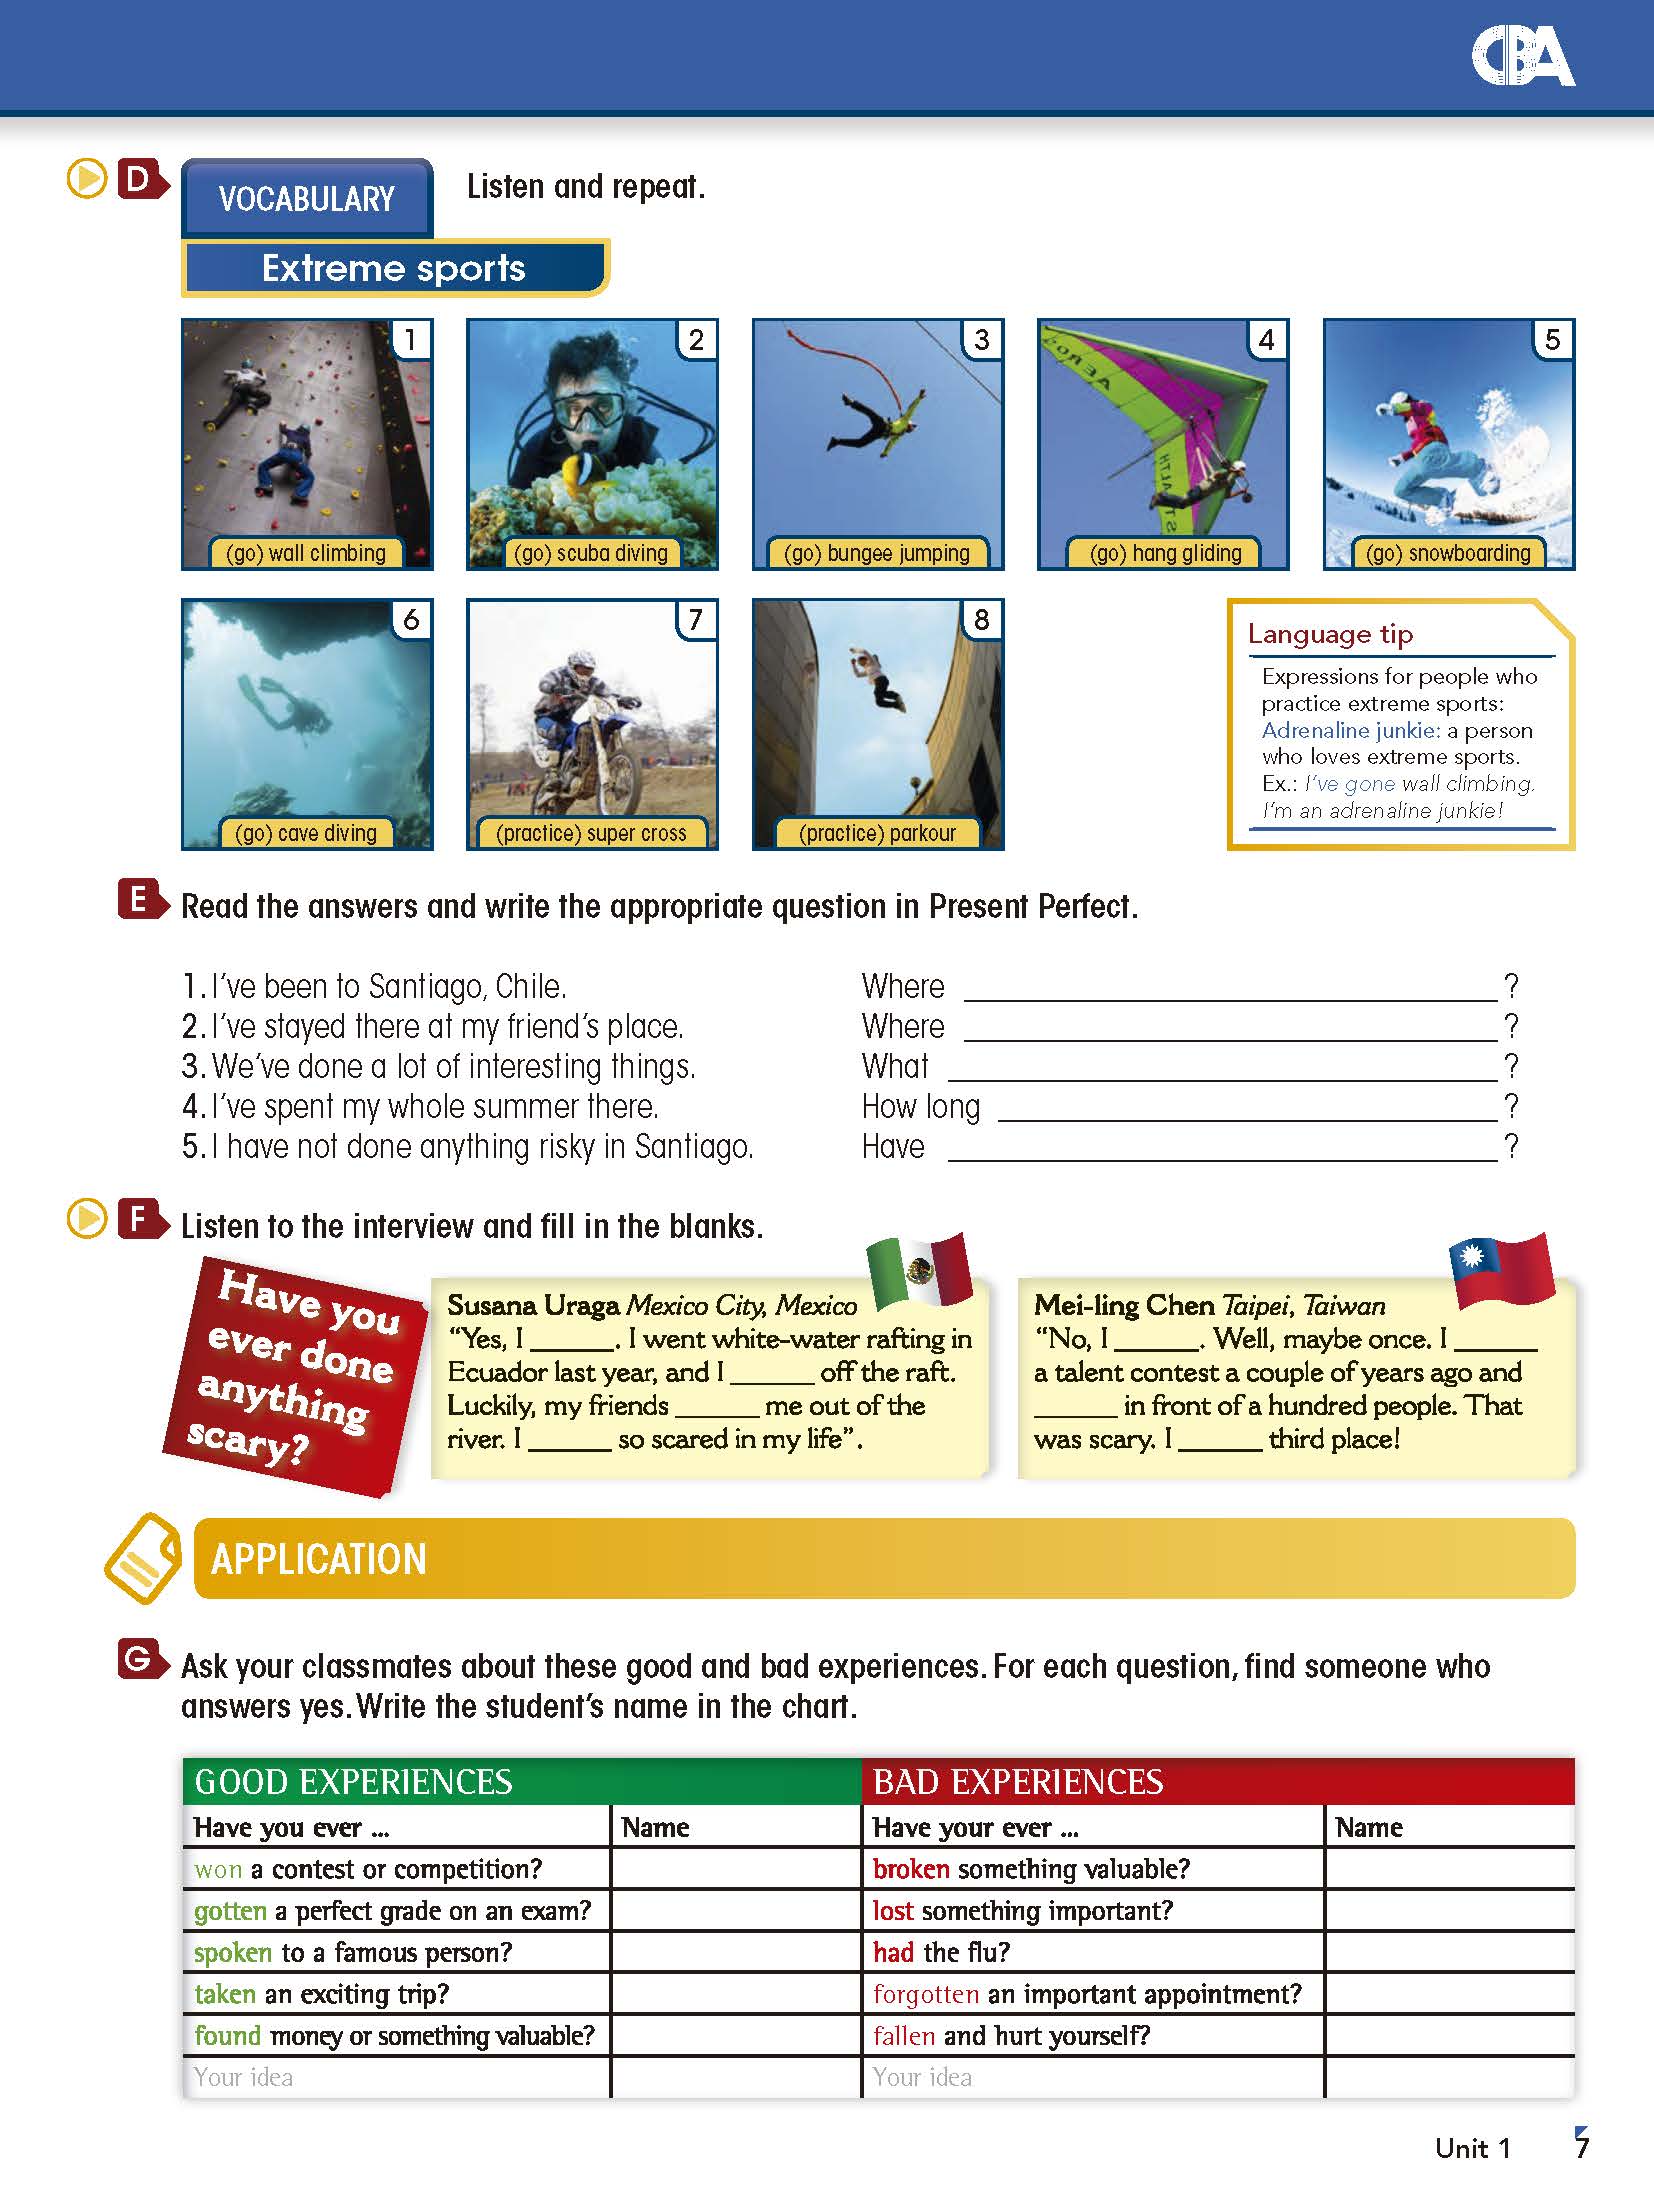 CBA
D
VOCABULARY
Listen and repeat.
Extreme sports
1
(go) wall climbing
2
(go) scuba diving
3
(go) bungee jumping
4
AERO
STEALTH
(go) hang gliding
5
(go) snowboarding
6
(go) cave diving
7
(practice) super cross
8
(practice) parkour
Language tip
Expressions for people who
practice extreme sports:
Adrenaline junkie: a person
who loves extreme sports.
Ex.: I've gone wall climbing.
I'm an adrenaline junkie!
E Read the answers and write the appropriate question in Present Perfect.
1. I've been to Santiago, Chile. Where ______?
2. I've stayed there at my friend's place. Where ______?
3. We've done a lot of interesting things. What ______?
4. I've spent my whole summer there. How long ______?
5. I have not done anything risky in Santiago. Have ______?
F Listen to the interview and fill in the blanks.
Have you
ever done
anything
scary?
Susana Uraga Mexico City, Mexico
“Yes, I ______. I went white-water rafting in
Ecuador last year, and I ______ off the raft.
Luckily, my friends ______ me out of the
river. I ______ so scared in my life”.
Mei-ling Chen Taipei, Taiwan
“No, I ______. Well, maybe once. I ______
a talent contest a couple of years ago and
______ in front of a hundred people. That
was scary. I ______ third place!
APPLICATION
G Ask your classmates about these good and bad experiences. For each question, find someone who
answers yes. Write the student's name in the chart.
GOOD EXPERIENCES BAD EXPERIENCES
Have you ever ... Name Have your ever ... Name
won a contest or competition? broken something valuable?
gotten a perfect grade on an exam? lost something important?
spoken to a famous person? had the flu?
taken an exciting trip? forgotten an important appointment?
found money or something valuable? fallen and hurt yourself?
Your idea Your idea
Unit 1 7